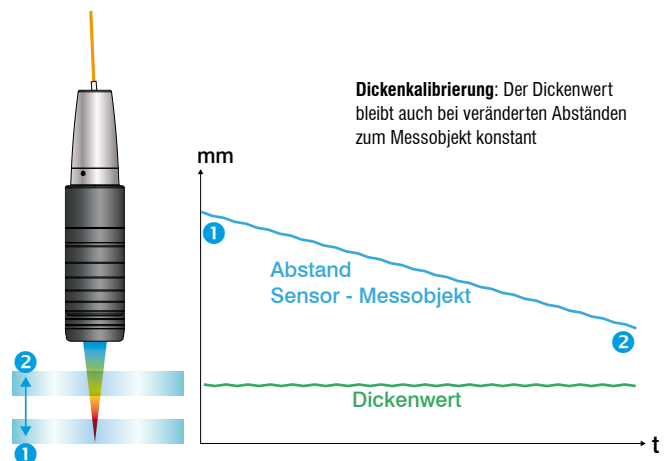 Dickenkalibrierung: Der Dickenwert
bleibt auch bei veränderten Abständen
zum Messobjekt konstant
mm
1
Abstand
Sensor - Messobjekt
2
2
Dickenwert
t
1